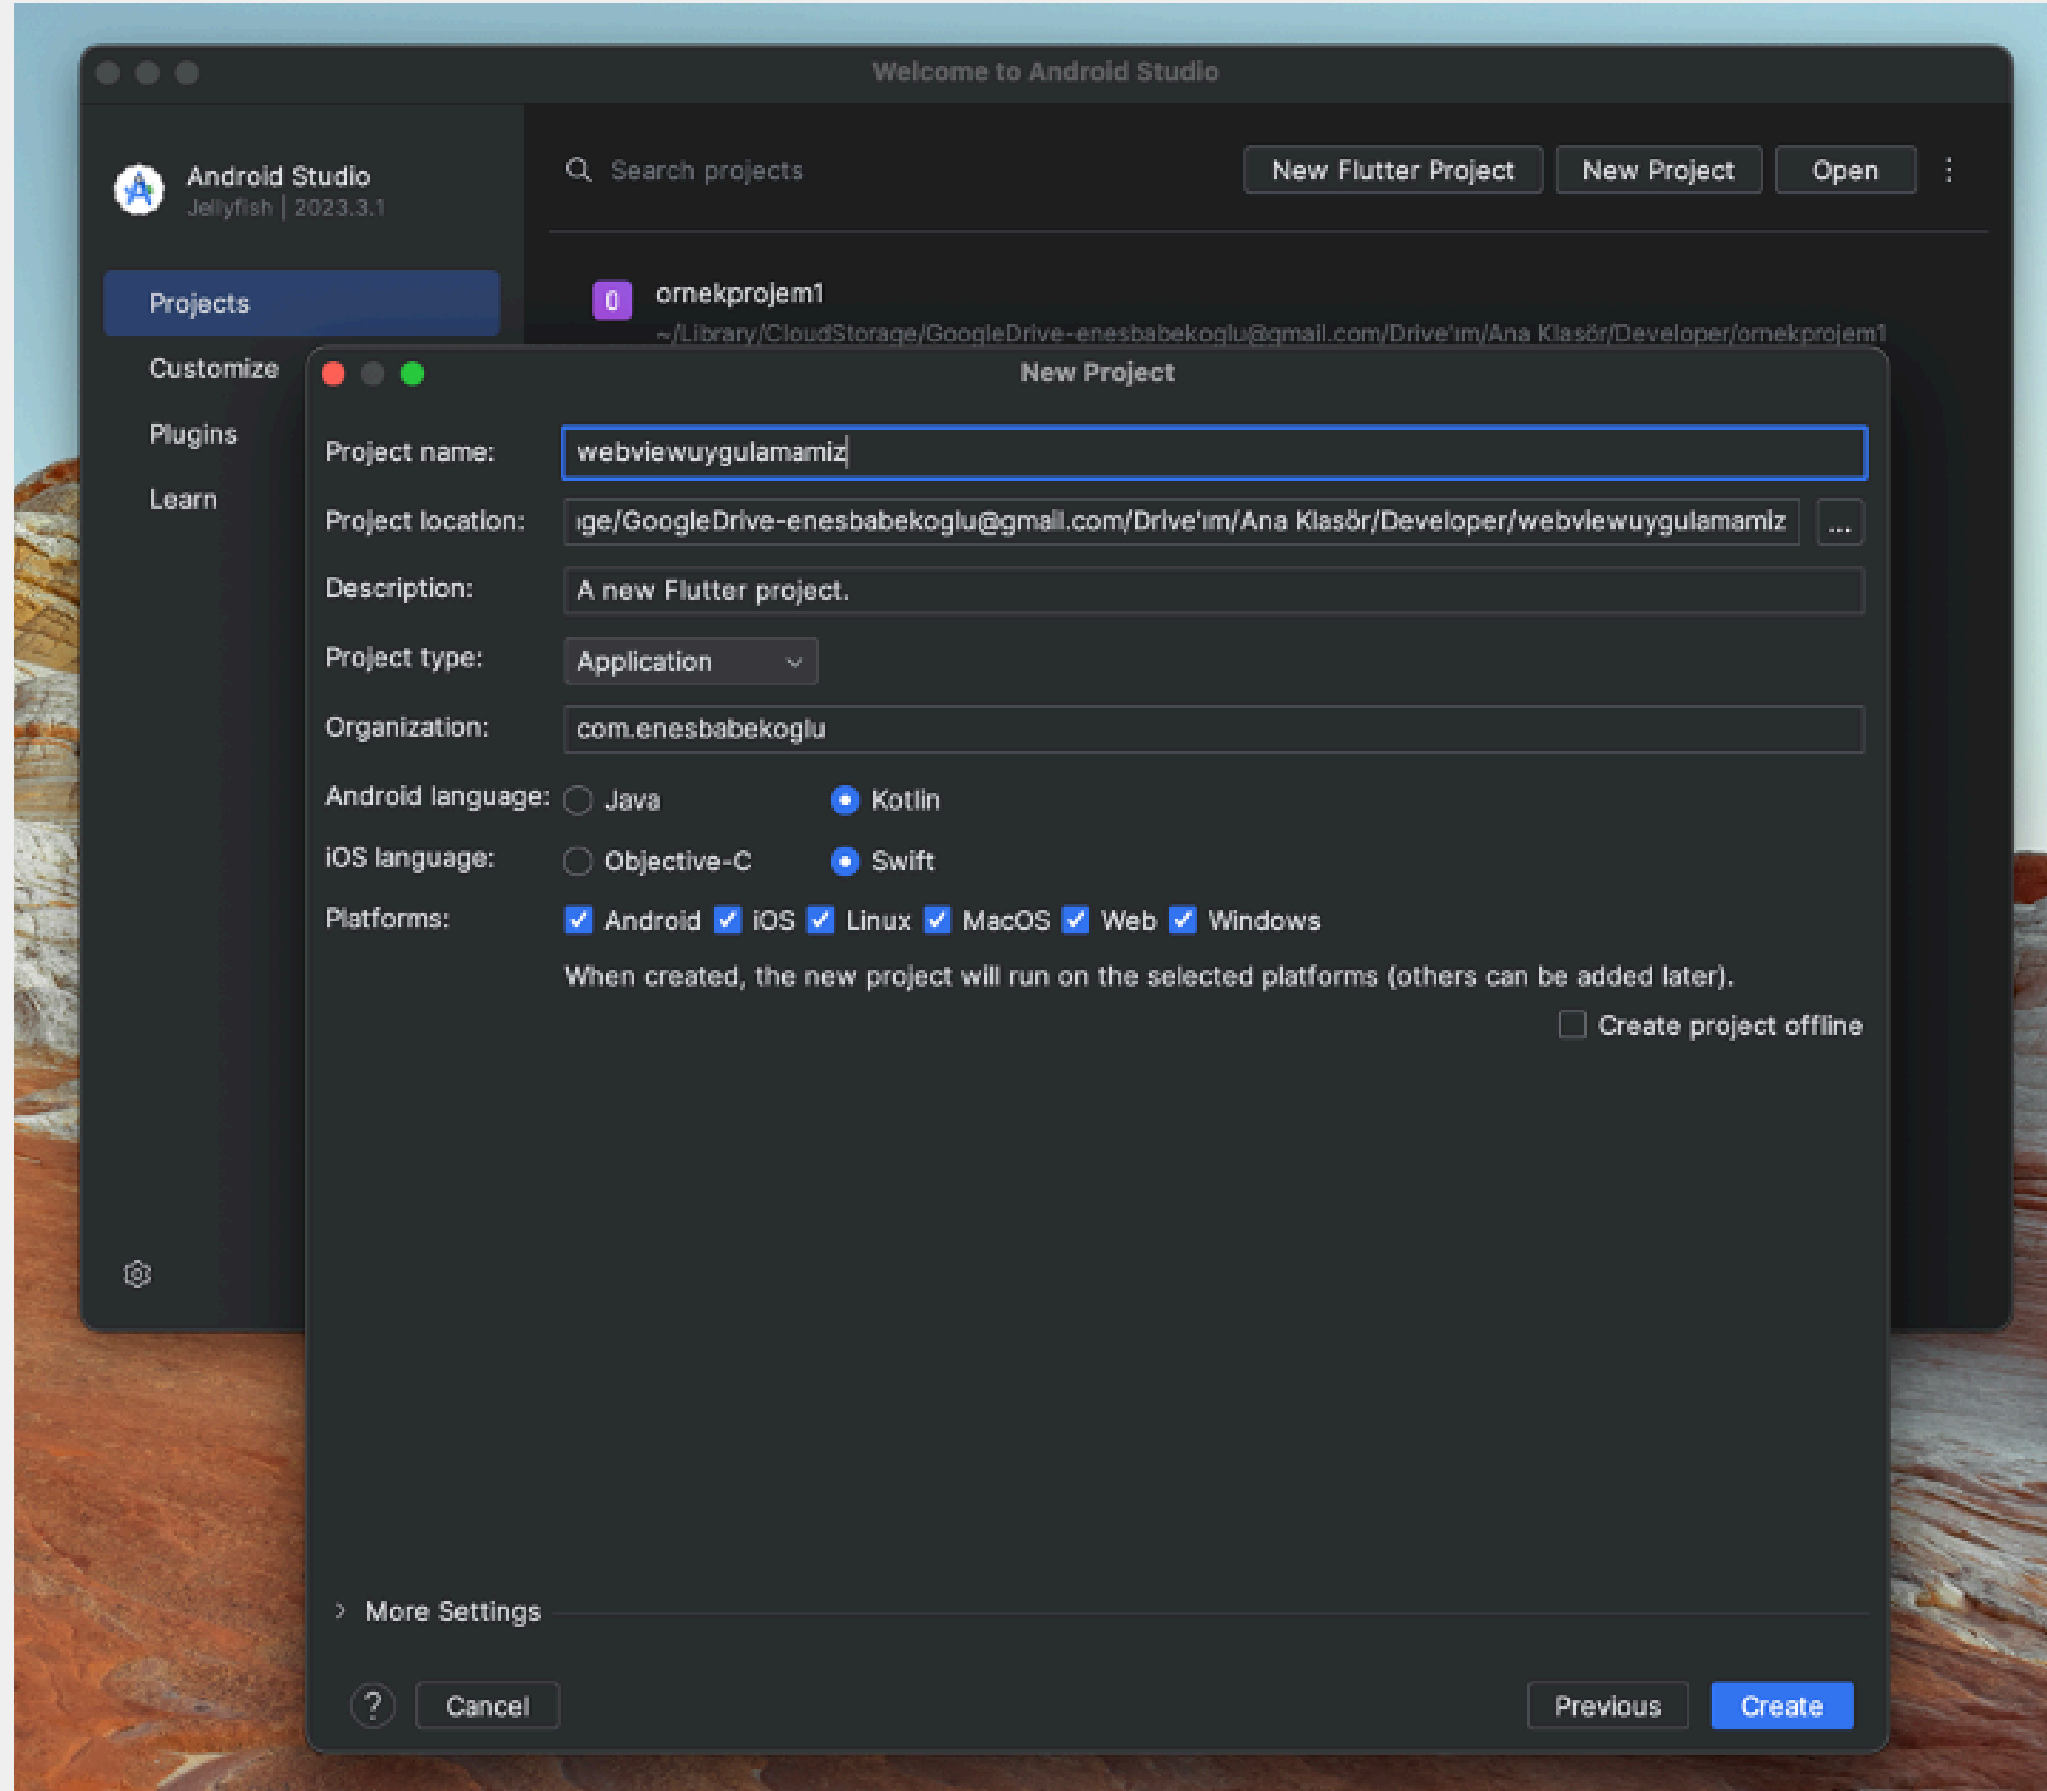 Welcome to Android Studio
Android Studio
Jellyfish | 2023.3.1
Search projects
New Flutter Project
New Project
Open
Projects
Customize
Plugins
Learn
0
ornekprojem1
~/Library/CloudStorage/GoogleDrive-enesbabekoglu@gmail.com/Drive'ım/Ana Klasör/Developer/ornekprojem1
New Project
Project name: webviewuygulamamiz
Project location: ge/GoogleDrive-enesbabekoglu@gmail.com/Drive'ım/Ana Klasör/Developer/webviewuygulamamiz ...
Description: A new Flutter project.
Project type: Application
Organization: com.enesbabekoglu
Android language: Java Kotlin
iOS language: Objective-C Swift
Platforms: Android iOS Linux MacOS Web Windows
When created, the new project will run on the selected platforms (others can be added later).
Create project offline
More Settings
? Cancel Previous Create